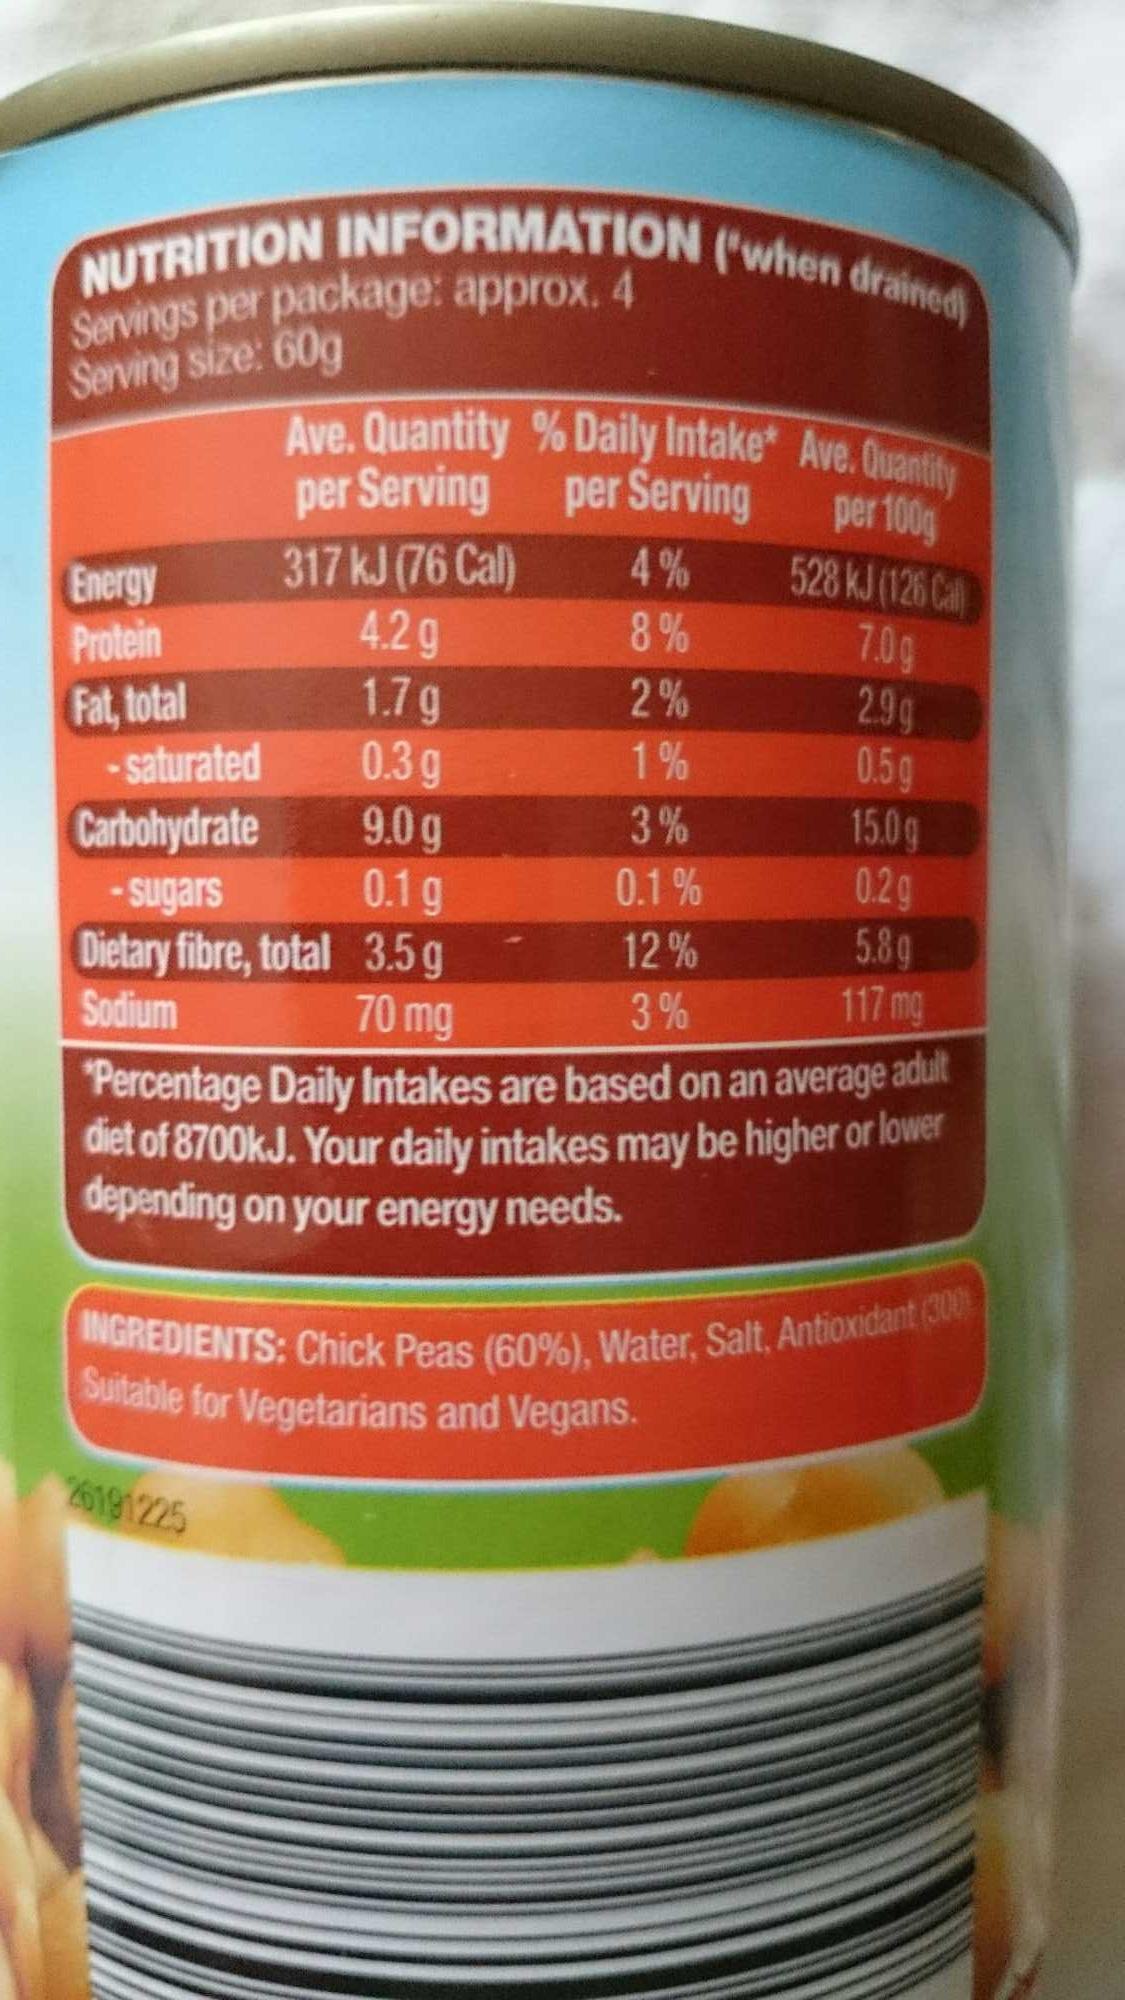 NUTRITION INFORMATION (*when drained)
Servings per package: approx. 4
Serving size: 60g
Ave. Quantity % Daily Intake* Ave. Quantity
per Serving per Serving per 100g
Energy 317 kJ (76 Cal) 4 % 528 kJ (126 Cal)
Protein 4.2 g 8 % 7.0 g
Fat, total 1.7 g 2 % 2.9 g
- saturated 0.3 g 1 % 0.5 g
Carbohydrate 9.0 g 3 % 15.0 g
- sugars 0.1 g 0.1 % 0.2 g
Dietary fibre, total 3.5 g 12 % 5.8 g
Sodium 70 mg 3 % 117 mg
*Percentage Daily Intakes are based on an average adult
diet of 8700kJ. Your daily intakes may be higher or lower
depending on your energy needs.
INGREDIENTS: Chick Peas (60%), Water, Salt, Antioxidant (300)
Suitable for Vegetarians and Vegans.
26191225